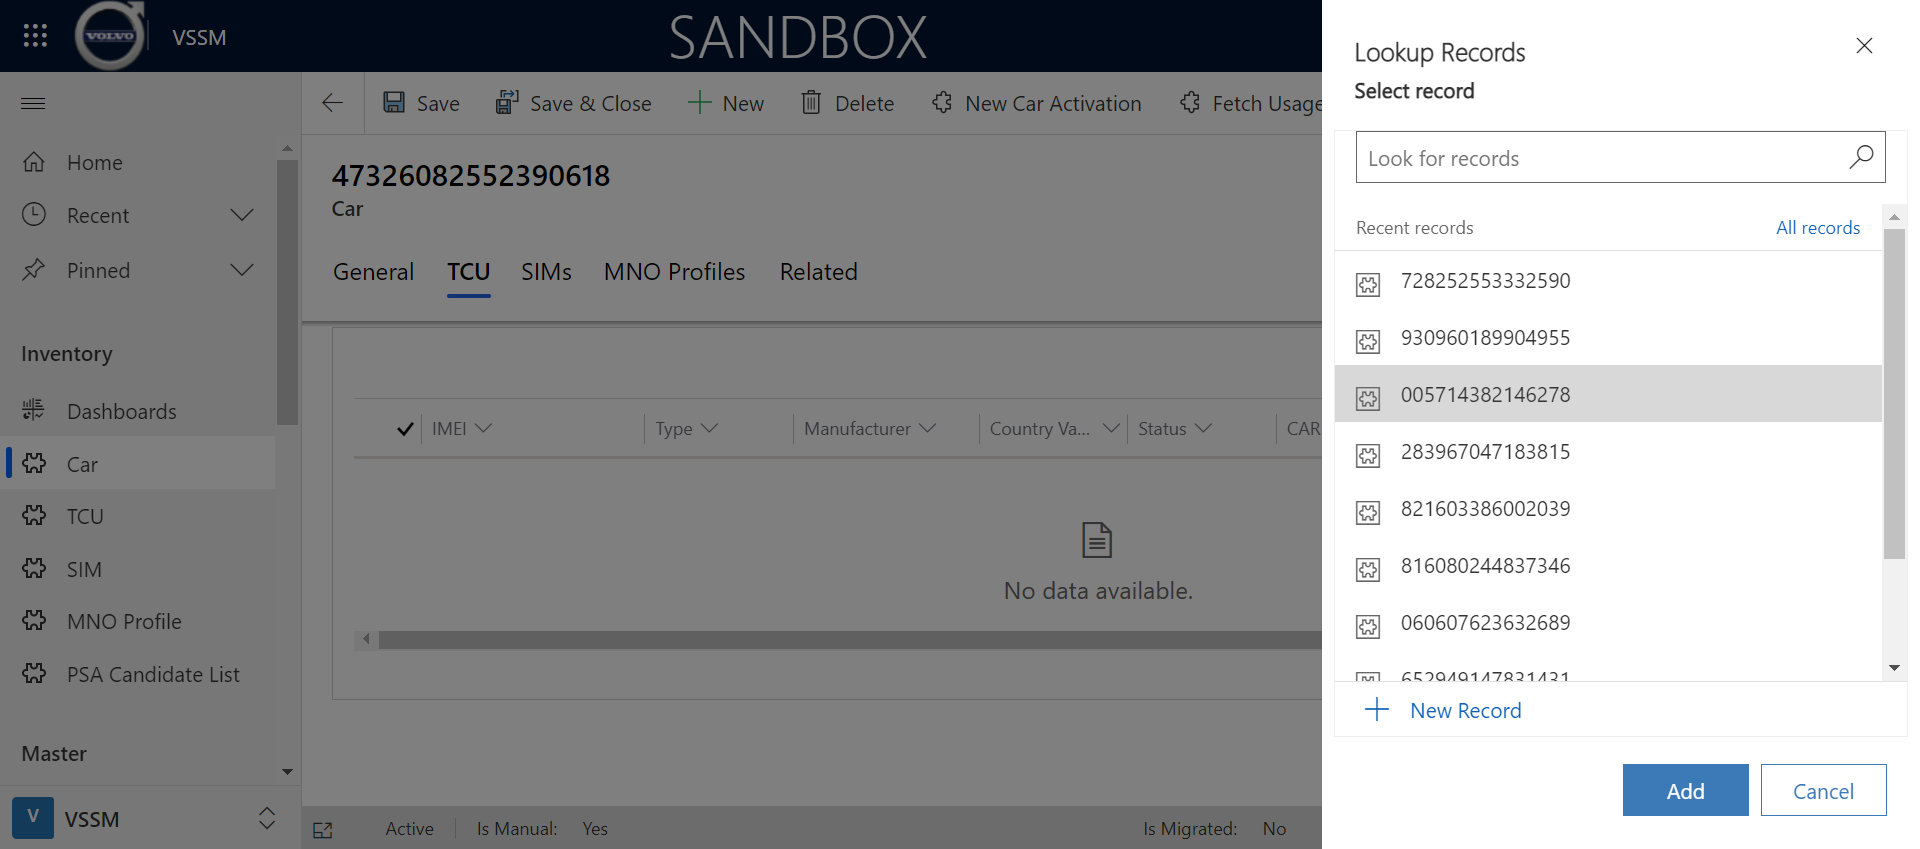 VOLVO
VSSM
SANDBOX
Save
Save & Close
New
Delete
New Car Activation
Fetch Usage
Home
Recent
Pinned
Inventory
Dashboards
Car
TCU
SIM
MNO Profile
PSA Candidate List
Master
V
VSSM
47326082552390618
Car
General
TCU
SIMs
MNO Profiles
Related
IMEI
Type
Manufacturer
Country Va...
Status
CAR
No data available.
Active
Is Manual:
Yes
Is Migrated:
No
Lookup Records
Select record
Look for records
Recent records
All records
728252553332590
930960189904955
005714382146278
283967047183815
821603386002039
816080244837346
060607623632689
652949147831431
New Record
Add
Cancel